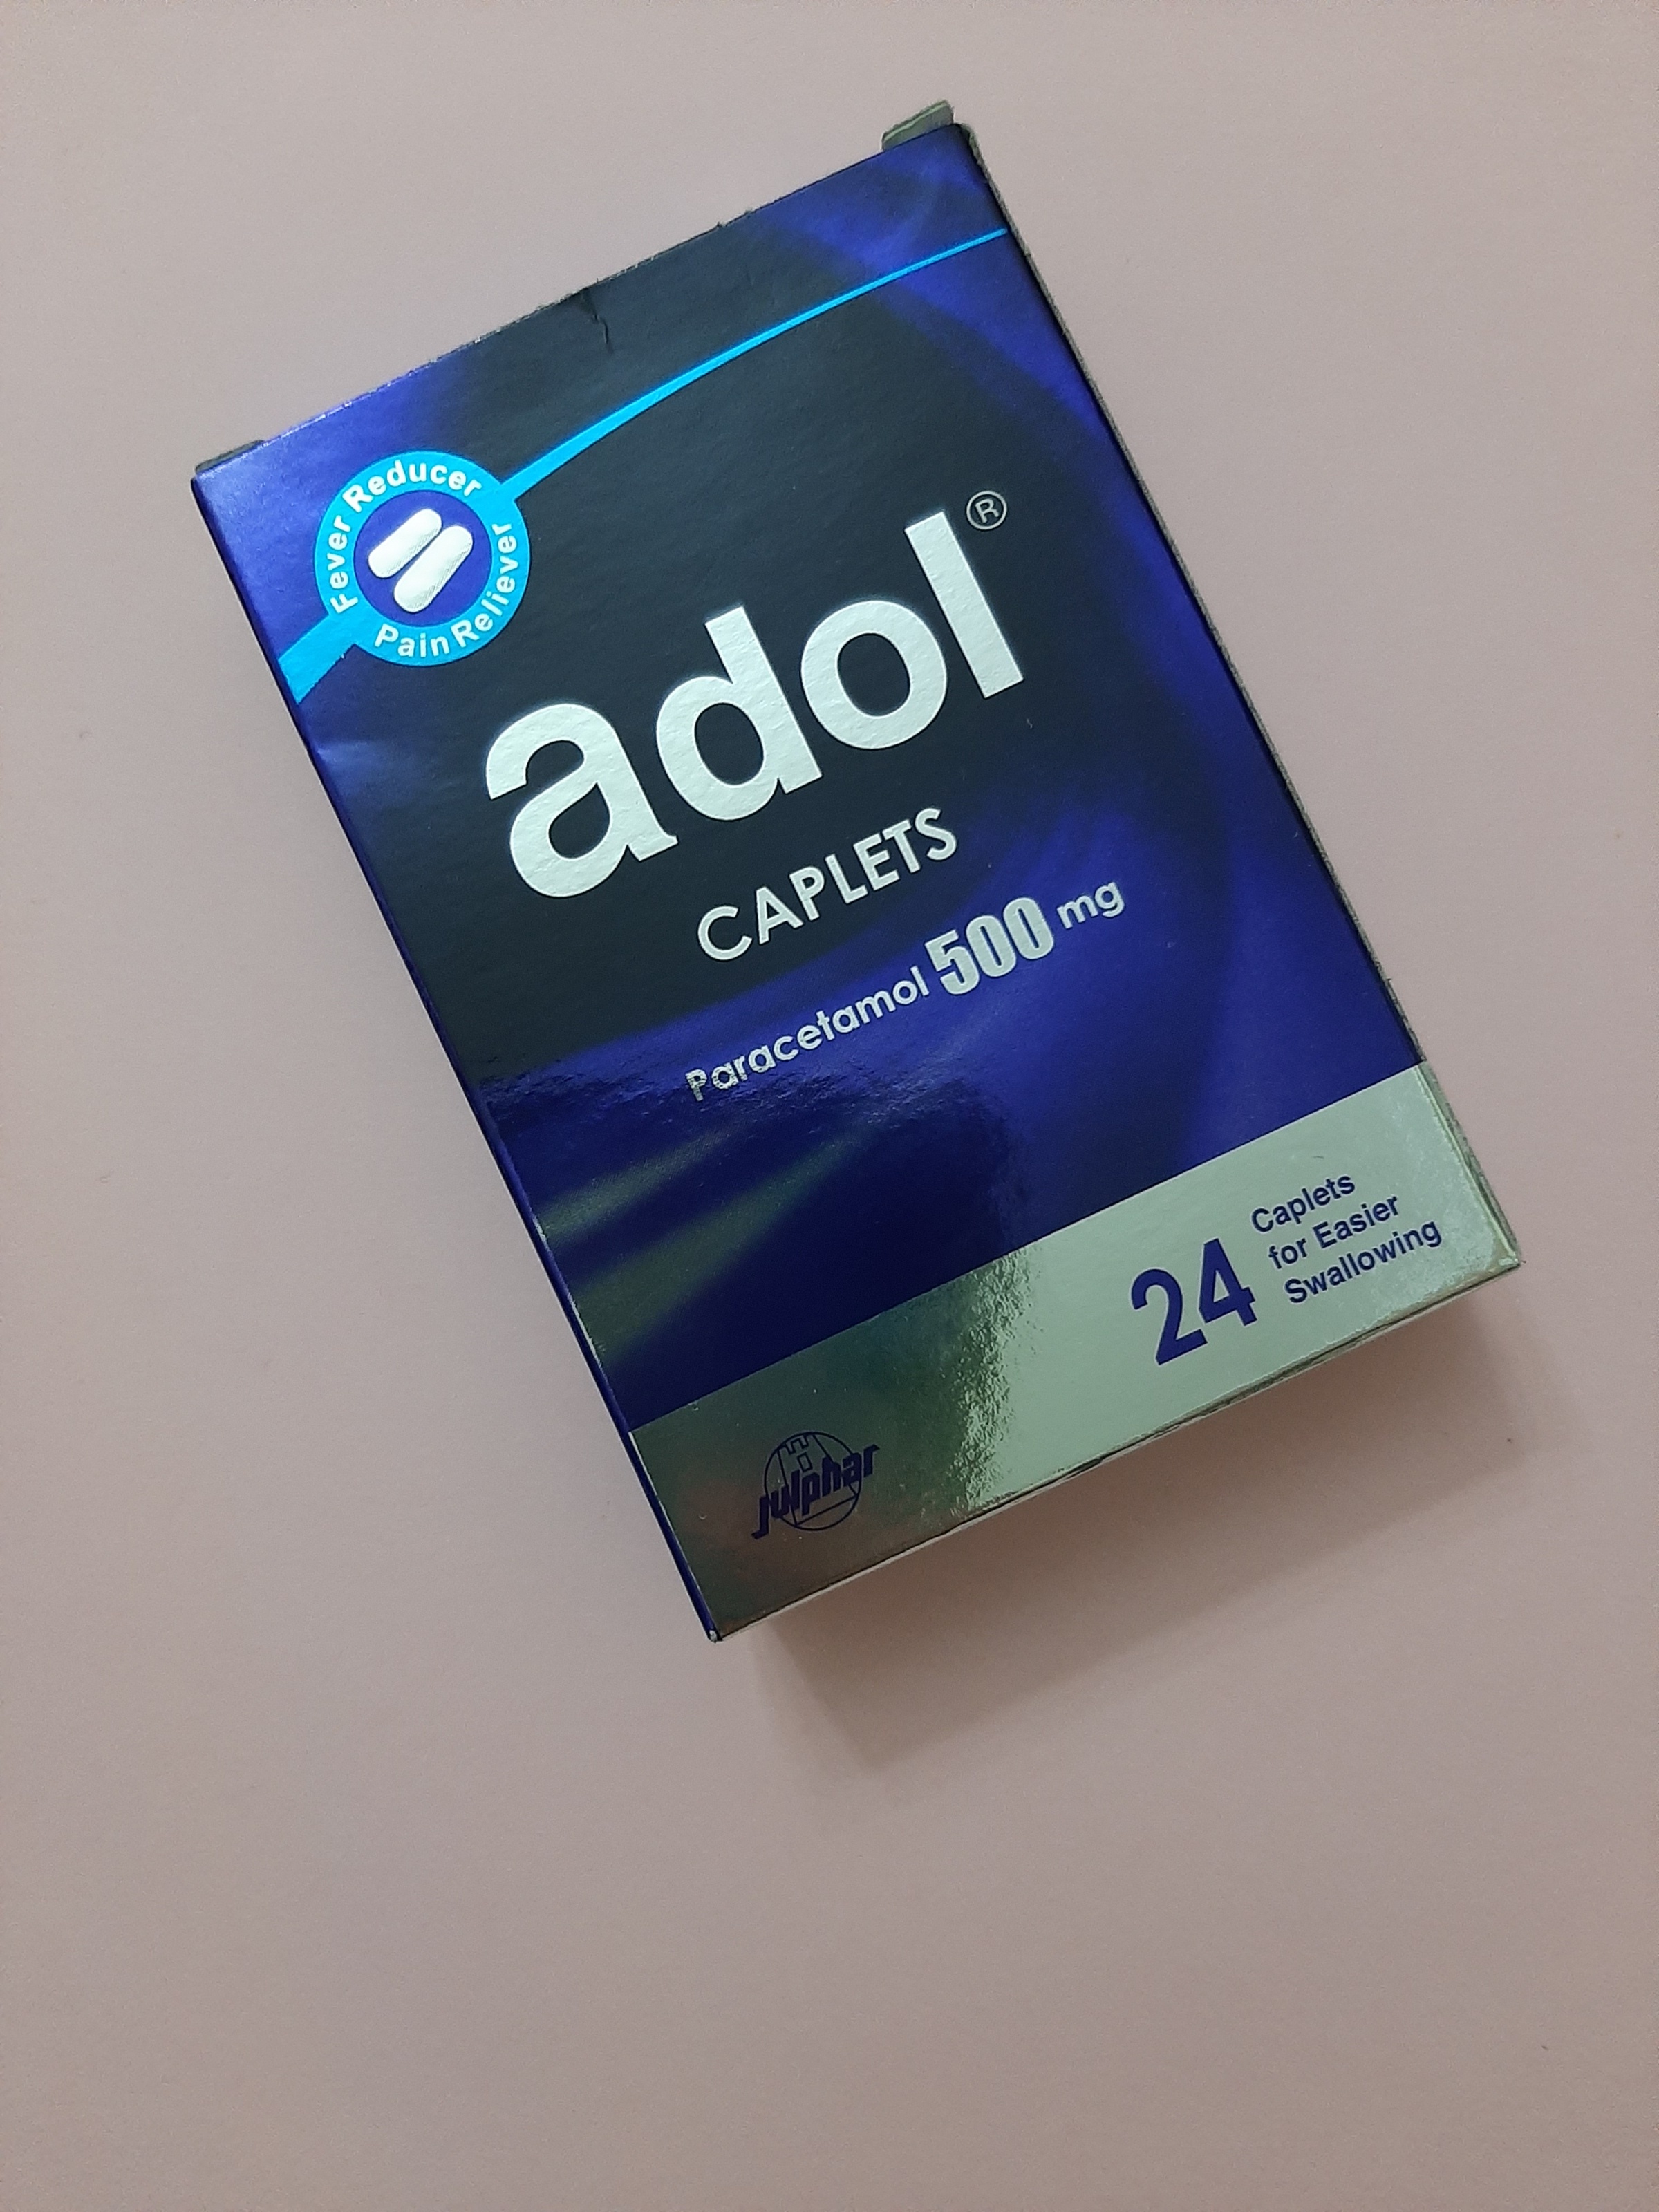 Fever Reducer
Pain Reliever
adol®
CAPLETS
Paracetamol 500 mg
24 Caplets
for Easier
Swallowing
julphar